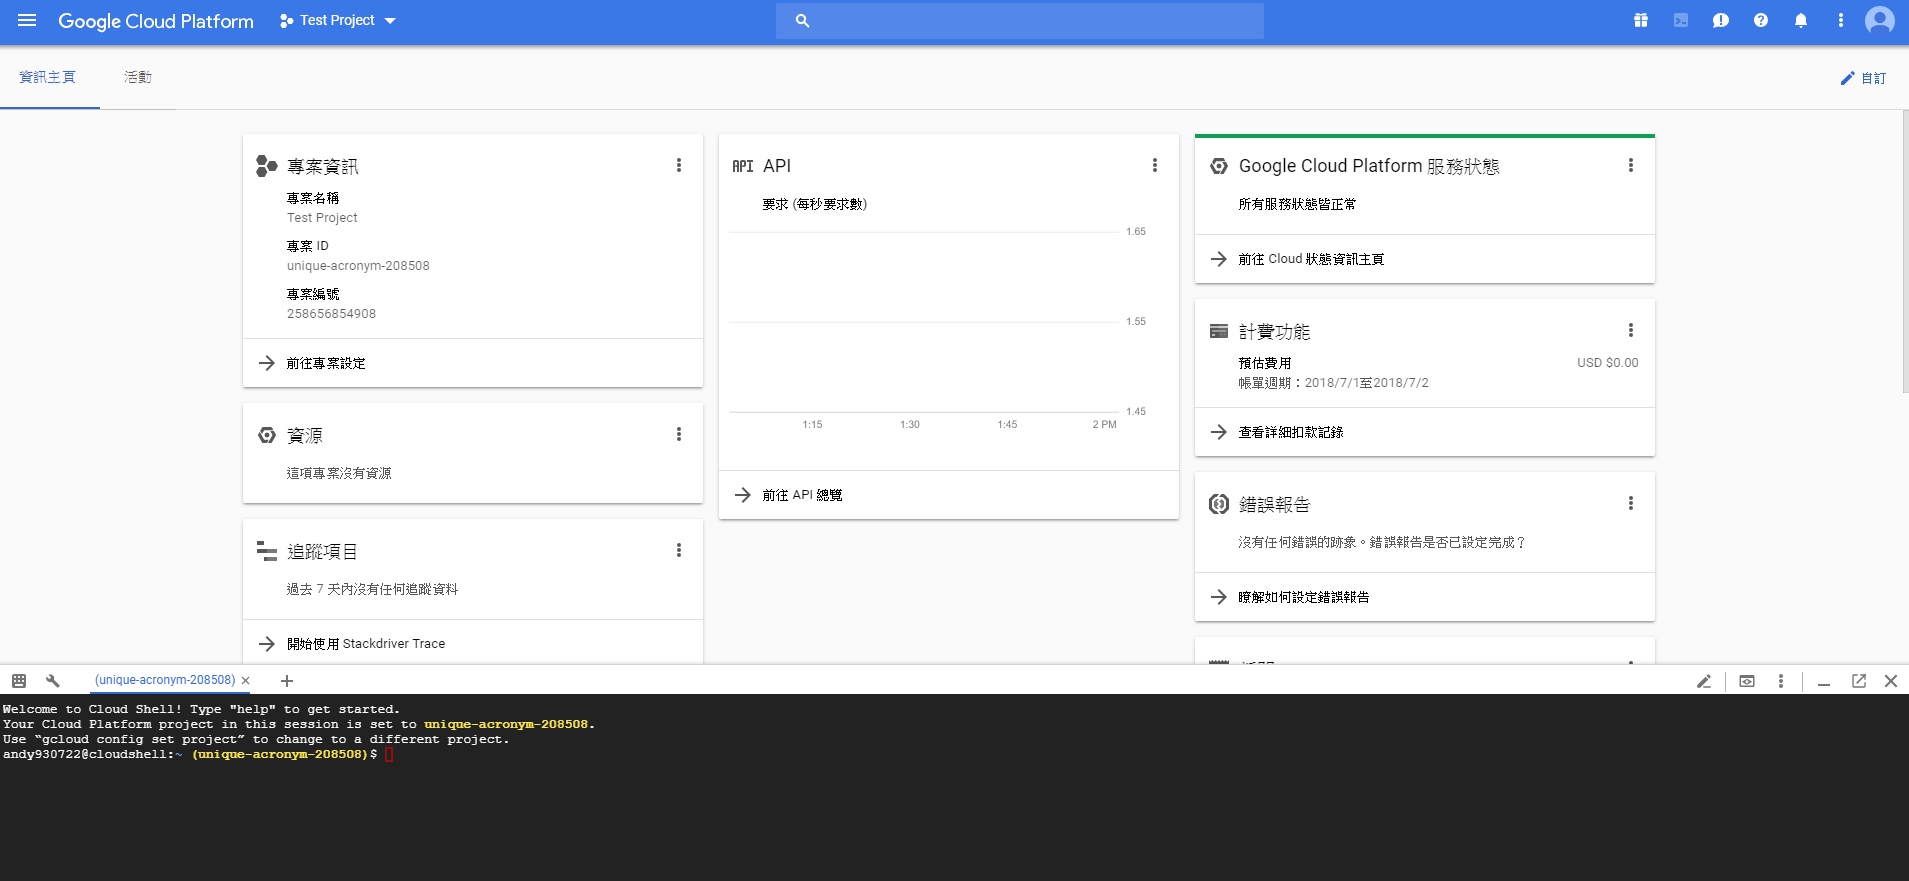 Google Cloud Platform
Test Project
資訊主頁
活動
自訂
專案資訊
專案名稱
Test Project
專案 ID
unique-acronym-208508
專案編號
258656854908
前往專案設定
資源
這項專案沒有資源
追蹤項目
過去 7 天內沒有任何追蹤資料
開始使用 Stackdriver Trace
API API
要求 (每秒要求數)
1.65
1.55
1.45
1:15 1:30 1:45 2 PM
前往 API 總覽
Google Cloud Platform 服務狀態
所有服務狀態皆正常
前往 Cloud 狀態資訊主頁
計費功能
預估費用 USD $0.00
帳單週期：2018/7/1至2018/7/2
查看詳細扣款記錄
錯誤報告
沒有任何錯誤的跡象。錯誤報告是否已設定完成？
瞭解如何設定錯誤報告
(unique-acronym-208508)
Welcome to Cloud Shell! Type "help" to get started.
Your Cloud Platform project in this session is set to unique-acronym-208508.
Use “gcloud config set project” to change to a different project.
andy930722@cloudshell:~ (unique-acronym-208508)$